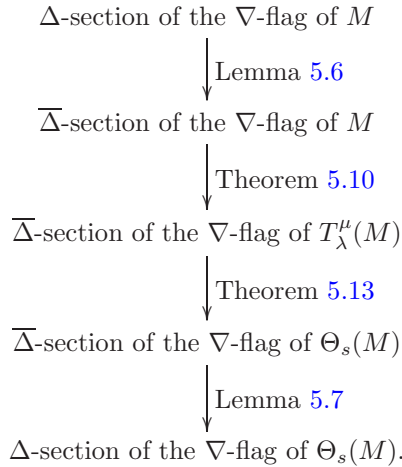 Δ-section of the ∇-flag of M
Lemma 5.6
Δ̅-section of the ∇-flag of M
Theorem 5.10
Δ̅-section of the ∇-flag of T_λ^μ(M)
Theorem 5.13
Δ̅-section of the ∇-flag of Θ_s(M)
Lemma 5.7
Δ-section of the ∇-flag of Θ_s(M).